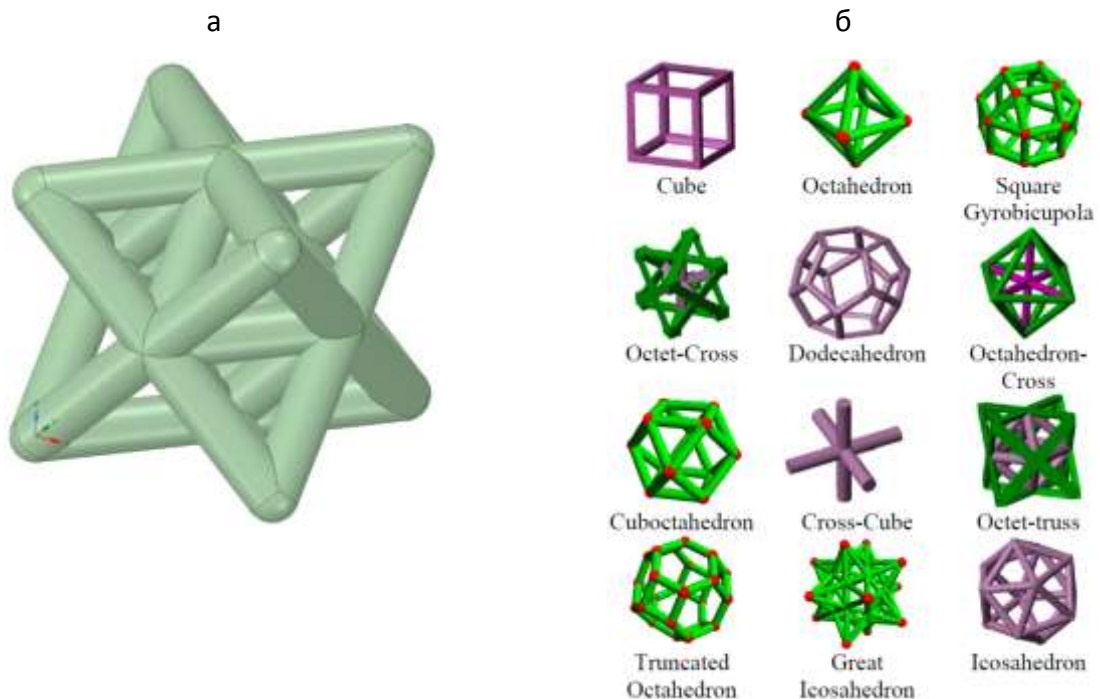 а
б
Cube
Octahedron
Square
Gyrobicupola
Octet-Cross
Dodecahedron
Octahedron-
Cross
Cuboctahedron
Cross-Cube
Octet-truss
Truncated
Octahedron
Great
Icosahedron
Icosahedron